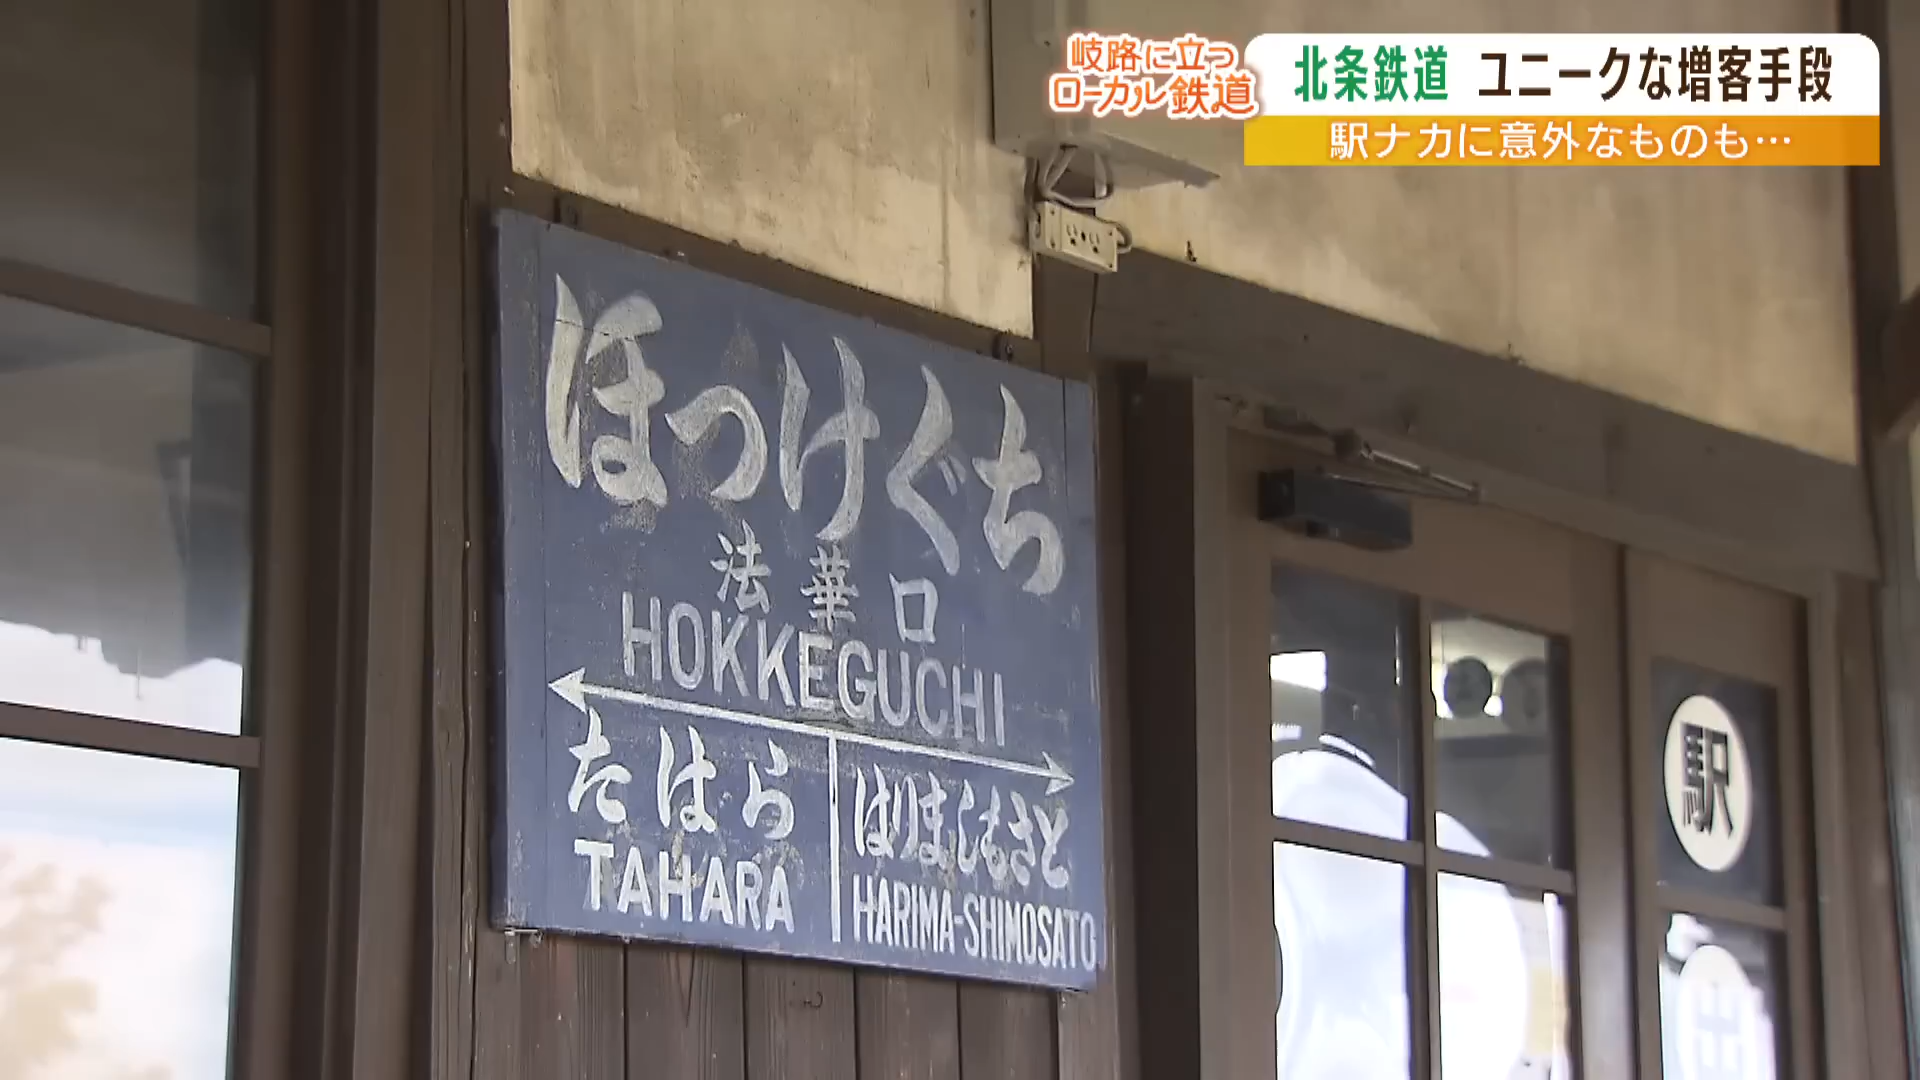 岐路に立つ
ローカル鉄道
北条鉄道 ユニークな増客手段
駅ナカに意外なものも…
ほっけぐち
法華口
HOKKEGUCHI
たはら
TAHARA
はりましもさと
HARIMA-SHIMOSATO
駅
出